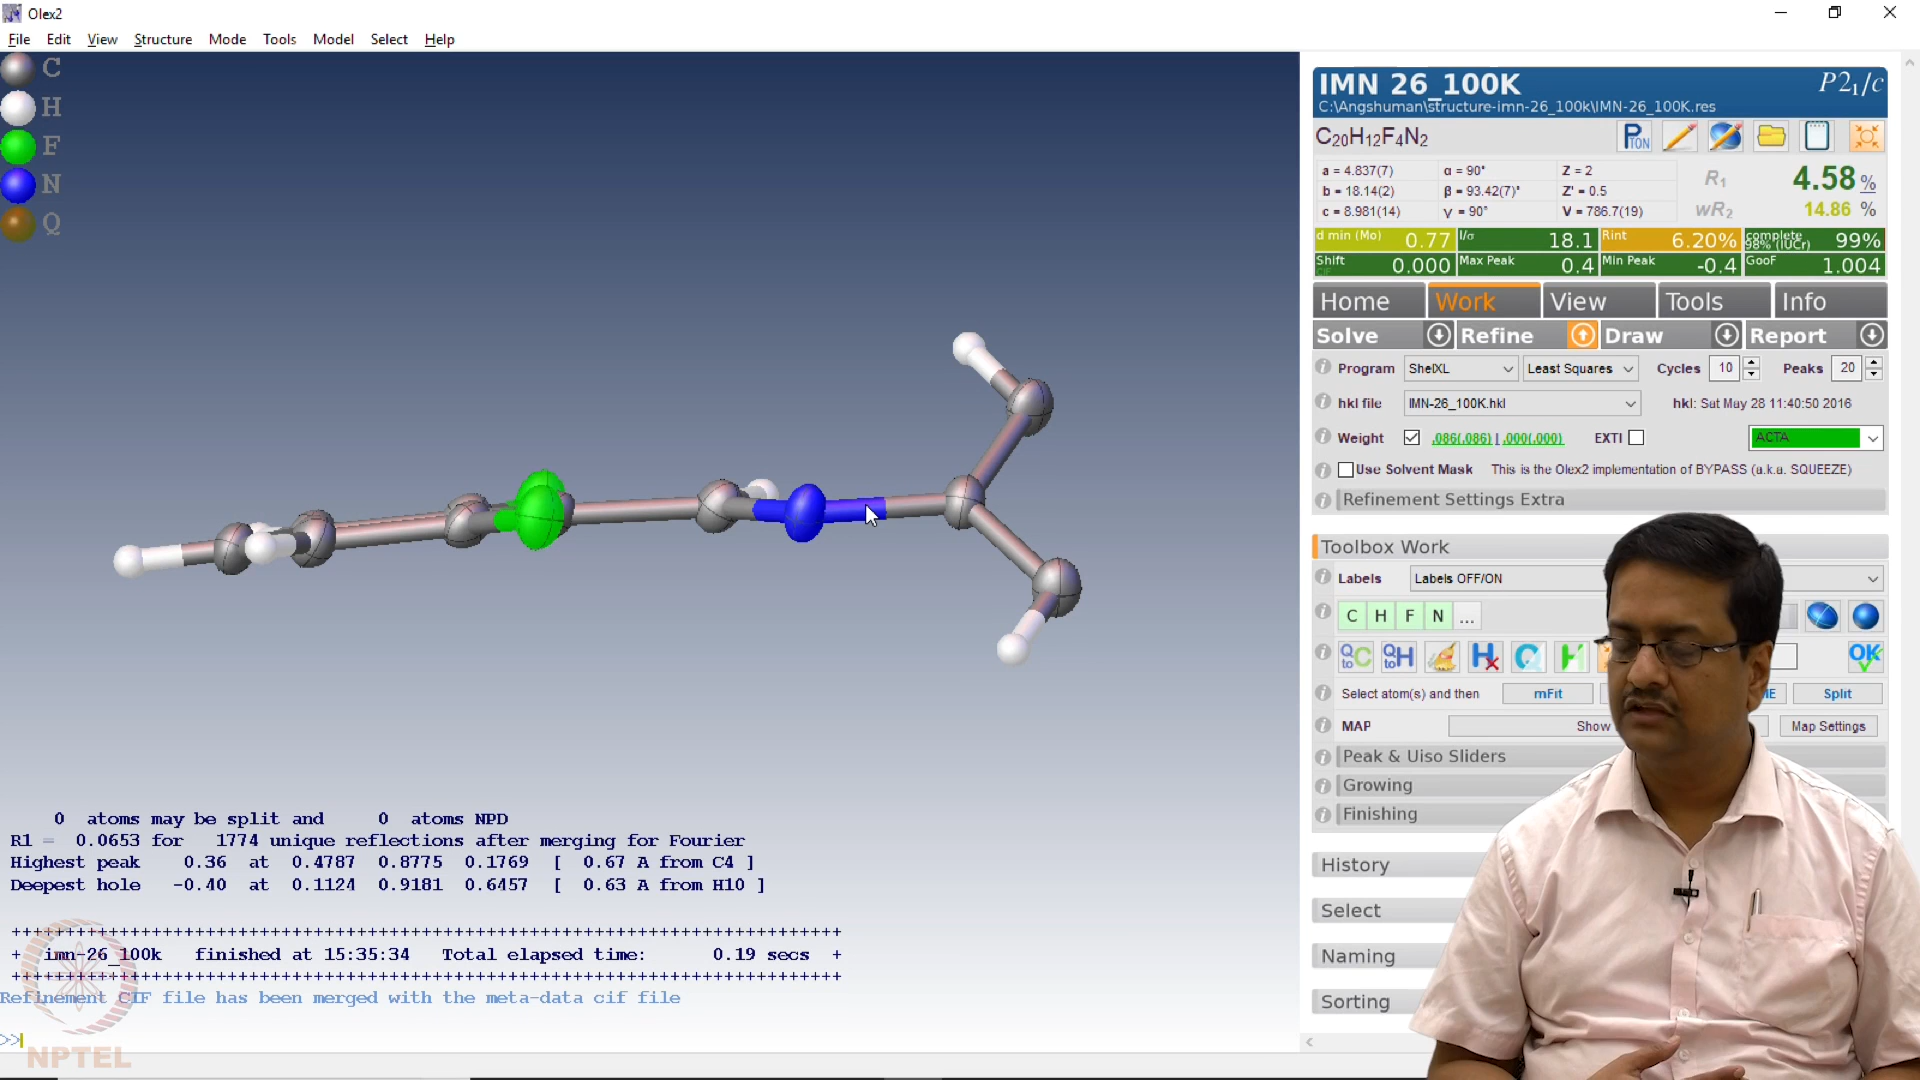 Olex2
File Edit View Structure Mode Tools Model Select Help
C
H
F
N
Q
IMN 26_100K P2₁/c
C:\Angshuman\structure-imn-26_100k\IMN-26_100K.res
C₂₀H₁₂F₄N₂
PTON
a = 4.837(7) α = 90° Z = 2
b = 18.14(2) β = 93.42(7)° Z' = 0.5
c = 8.981(14) γ = 90° V = 786.7(19)
R₁ 4.58 %
wR₂ 14.86 %
d min (Mo) 0.77 I/σ 18.1 Rint 6.20% complete 98% (IUCr) 99%
Shift CIF 0.000 Max Peak 0.4 Min Peak -0.4 GooF 1.004
Home Work View Tools Info
Solve Refine Draw Report
Program ShelXL Least Squares Cycles 10 Peaks 20
hkl file IMN-26_100K.hkl hkl: Sat May 28 11:40:50 2016
Weight .086(.086) | .000(.000) EXTI ACTA
Use Solvent Mask This is the Olex2 implementation of BYPASS (a.k.a. SQUEEZE)
Refinement Settings Extra
Toolbox Work
Labels Labels OFF/ON
C H F N ...
Q to C Q to H H OK
Select atom(s) and then mFit Split
MAP Show Map Settings
Peak & Uiso Sliders
Growing
Finishing
History
Select
Naming
Sorting
0 atoms may be split and 0 atoms NPD
R1 = 0.0653 for 1774 unique reflections after merging for Fourier
Highest peak 0.36 at 0.4787 0.8775 0.1769 [ 0.67 A from C4 ]
Deepest hole -0.40 at 0.1124 0.9181 0.6457 [ 0.63 A from H10 ]
+++++++++++++++++++++++++++++++++++++++++++++++++++++++++++++++++++++++++
+ imn-26_100k finished at 15:35:34 Total elapsed time: 0.19 secs +
+++++++++++++++++++++++++++++++++++++++++++++++++++++++++++++++++++++++++
Refinement CIF file has been merged with the meta-data cif file
>>
NPTEL